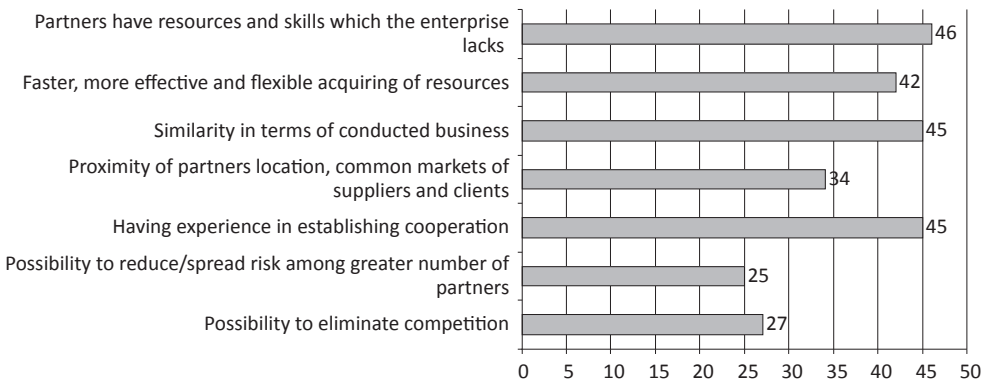 Partners have resources and skills which the enterprise
lacks
46
Faster, more effective and flexible acquiring of resources
42
Similarity in terms of conducted business
45
Proximity of partners location, common markets of
suppliers and clients
34
Having experience in establishing cooperation
45
Possibility to reduce/spread risk among greater number of
partners
25
Possibility to eliminate competition
27
0 5 10 15 20 25 30 35 40 45 50